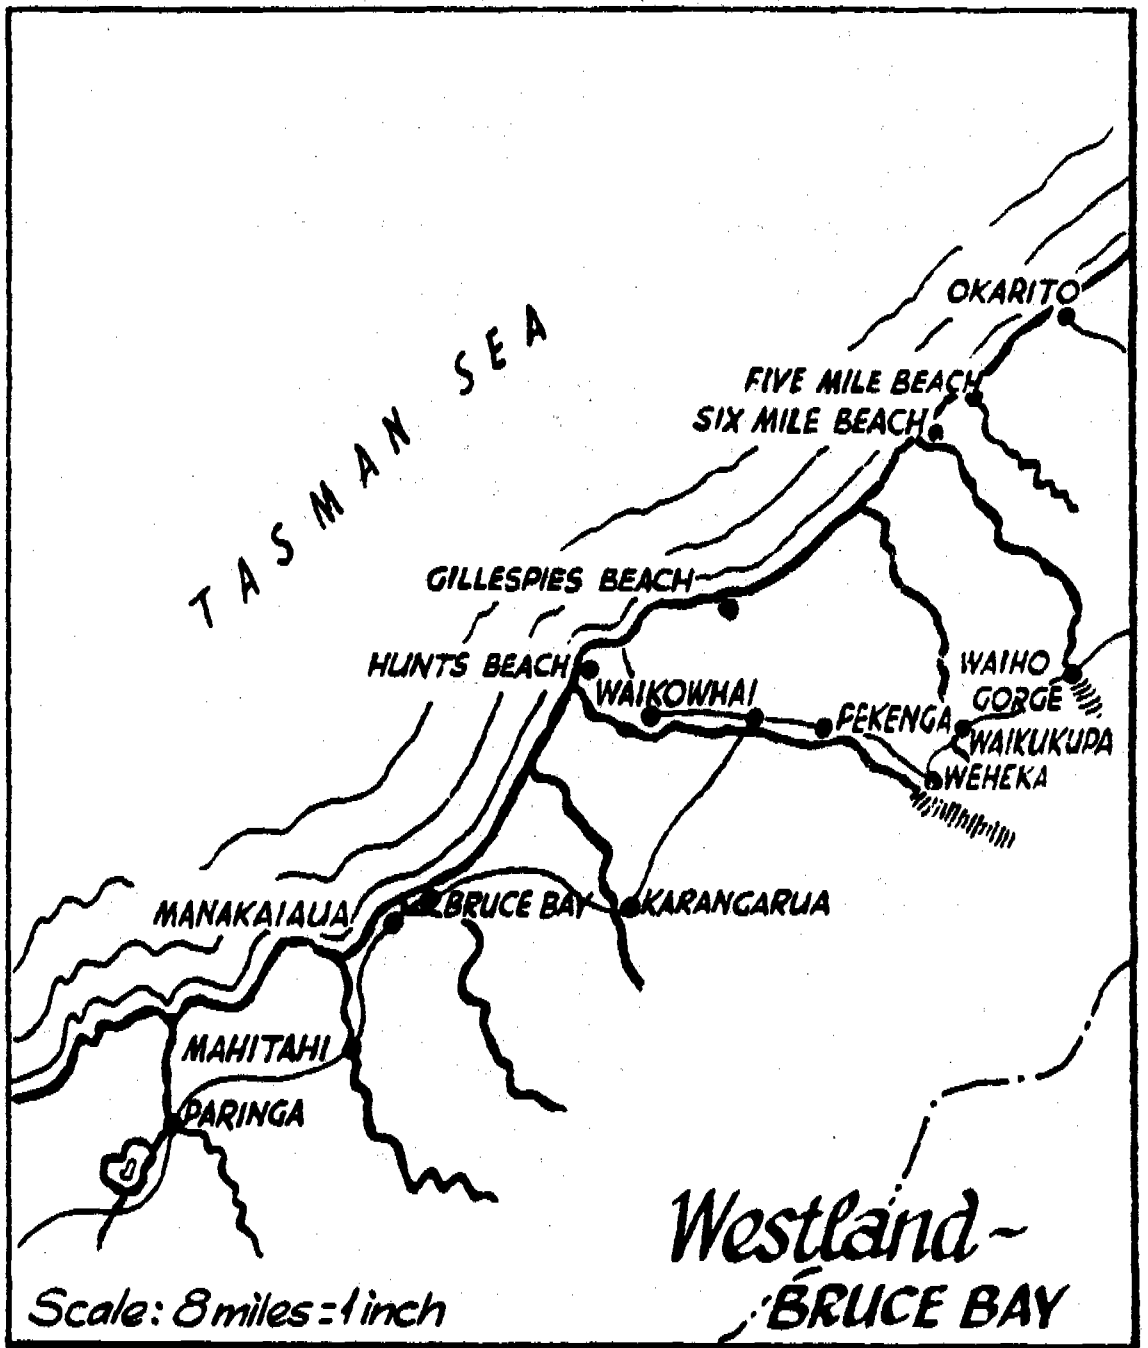 OKARITO
FIVE MILE BEACH
SIX MILE BEACH
TASMAN SEA
GILLESPIES BEACH
HUNTS BEACH
WAIHO
GORGE
WAIKOWHAI
PEKENGA
WAIKUKUPA
WEHEKA
MANAKAIAUA
BRUCE BAY
KARANGARUA
MAHITAHI
PARINGA
Westland ~
BRUCE BAY
Scale: 8 miles = 1 inch